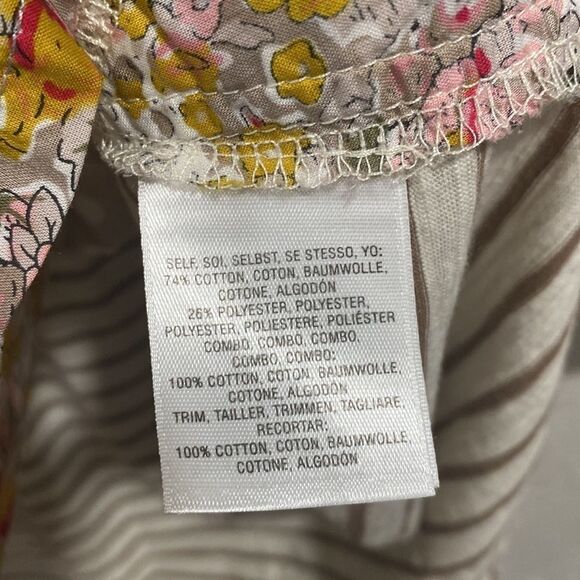 SELF, SOI, SELBST, SE STESSO, YO:
74% COTTON, COTON, BAUMWOLLE,
COTONE, ALGODÓN
26% POLYESTER, POLYESTER,
POLYESTER, POLIESTERE, POLIÉSTER
COMBO, COMBO, COMBO,
COMBO, COMBO:
100% COTTON, COTON, BAUMWOLLE,
COTONE, ALGODÓN
TRIM, TAILLER, TRIMMEN, TAGLIARE,
RECORTAR:
100% COTTON, COTON, BAUMWOLLE,
COTONE, ALGODÓN